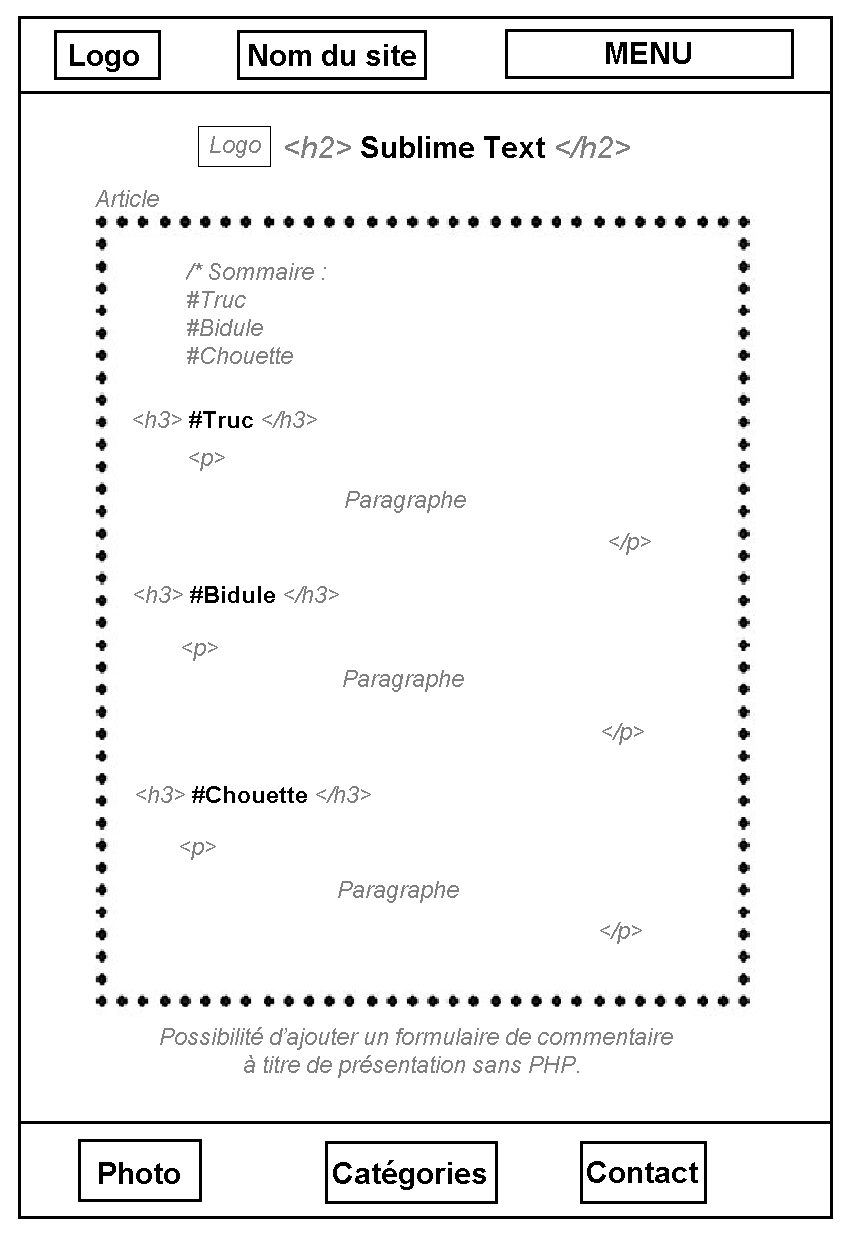 Logo Nom du site MENU
Logo <h2> Sublime Text </h2>
Article
/* Sommaire :
#Truc
#Bidule
#Chouette
<h3> #Truc </h3>
<p>
Paragraphe
</p>
<h3> #Bidule </h3>
<p>
Paragraphe
</p>
<h3> #Chouette </h3>
<p>
Paragraphe
</p>
Possibilité d'ajouter un formulaire de commentaire
à titre de présentation sans PHP.
Photo Catégories Contact